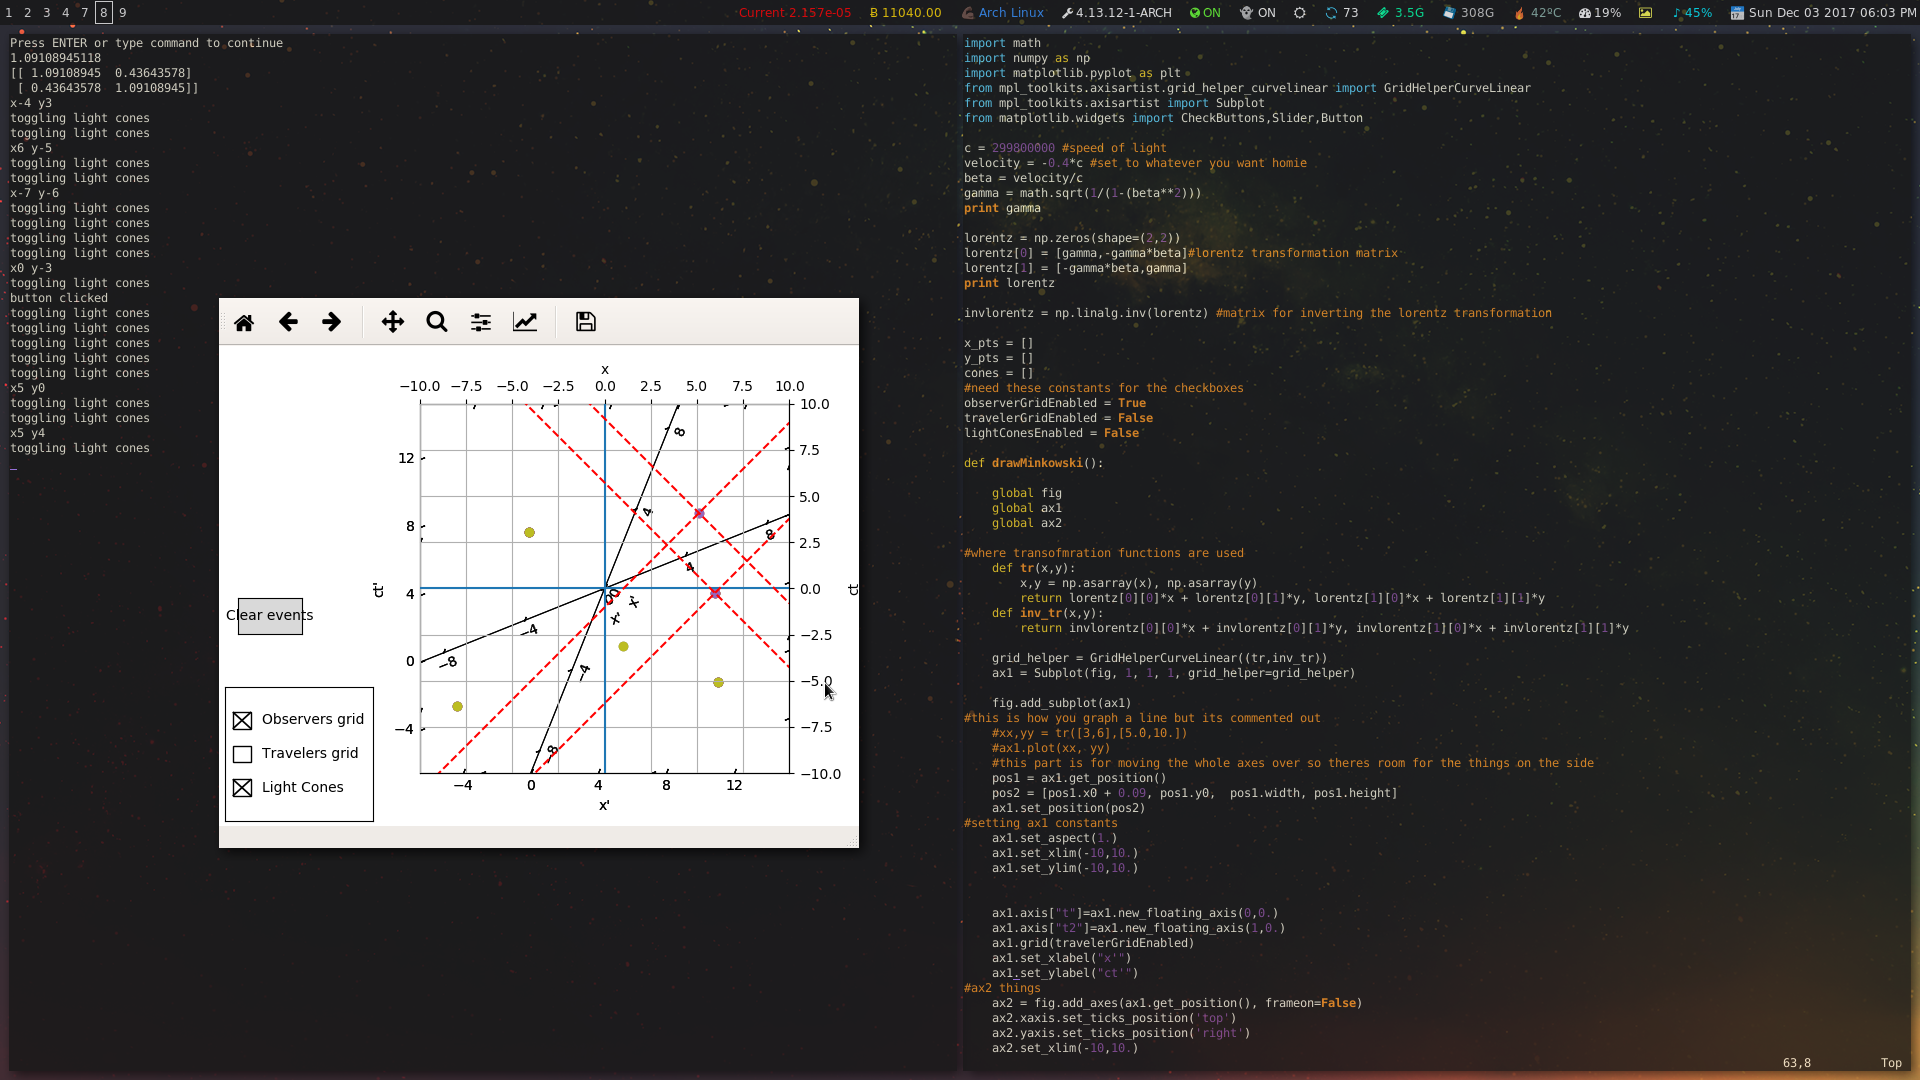 1 2 3 4 7 8 9 Current 2.157e-05 Ƀ 11040.00 Arch Linux 4.13.12-1-ARCH ON ON 73 3.5G 308G 42ºC 19% 45% Sun Dec 03 2017 06:03 PM
Press ENTER or type command to continue
1.09108945118
[[ 1.09108945  0.43643578]
 [ 0.43643578  1.09108945]]
x-4 y3
toggling light cones
toggling light cones
x6 y-5
toggling light cones
toggling light cones
x-7 y-6
toggling light cones
toggling light cones
toggling light cones
toggling light cones
x0 y-3
toggling light cones
button clicked
toggling light cones
toggling light cones
toggling light cones
toggling light cones
toggling light cones
x5 y0
toggling light cones
toggling light cones
x5 y4
toggling light cones
x
−10.0 −7.5 −5.0 −2.5 0.0 2.5 5.0 7.5 10.0
10.0
7.5
5.0
2.5
0.0
−2.5
−5.0
−7.5
−10.0
ct
12
8
4
0
−4
ct'
8
4
8
4
−4
−8
−4
−8
x'
x'
−4 0 4 8 12
x'
Clear events
Observers grid
Travelers grid
Light Cones
import math
import numpy as np
import matplotlib.pyplot as plt
from mpl_toolkits.axisartist.grid_helper_curvelinear import GridHelperCurveLinear
from mpl_toolkits.axisartist import Subplot
from matplotlib.widgets import CheckButtons,Slider,Button
c = 299800000 #speed of light
velocity = -0.4*c #set to whatever you want homie
beta = velocity/c
gamma = math.sqrt(1/(1-(beta**2)))
print gamma
lorentz = np.zeros(shape=(2,2))
lorentz[0] = [gamma,-gamma*beta]#lorentz transformation matrix
lorentz[1] = [-gamma*beta,gamma]
print lorentz
invlorentz = np.linalg.inv(lorentz) #matrix for inverting the lorentz transformation
x_pts = []
y_pts = []
cones = []
#need these constants for the checkboxes
observerGridEnabled = True
travelerGridEnabled = False
lightConesEnabled = False
def drawMinkowski():
    global fig
    global ax1
    global ax2
#where transofmration functions are used
    def tr(x,y):
        x,y = np.asarray(x), np.asarray(y)
        return lorentz[0][0]*x + lorentz[0][1]*y, lorentz[1][0]*x + lorentz[1][1]*y
    def inv_tr(x,y):
        return invlorentz[0][0]*x + invlorentz[0][1]*y, invlorentz[1][0]*x + invlorentz[1][1]*y
    grid_helper = GridHelperCurveLinear((tr,inv_tr))
    ax1 = Subplot(fig, 1, 1, 1, grid_helper=grid_helper)
    fig.add_subplot(ax1)
#this is how you graph a line but its commented out
    #xx,yy = tr([3,6],[5.0,10.])
    #ax1.plot(xx, yy)
    #this part is for moving the whole axes over so theres room for the things on the side
    pos1 = ax1.get_position()
    pos2 = [pos1.x0 + 0.09, pos1.y0,  pos1.width, pos1.height]
    ax1.set_position(pos2)
#setting ax1 constants
    ax1.set_aspect(1.)
    ax1.set_xlim(-10,10.)
    ax1.set_ylim(-10,10.)
    ax1.axis["t"]=ax1.new_floating_axis(0,0.)
    ax1.axis["t2"]=ax1.new_floating_axis(1,0.)
    ax1.grid(travelerGridEnabled)
    ax1.set_xlabel("x'")
    ax1.set_ylabel("ct'")
#ax2 things
    ax2 = fig.add_axes(ax1.get_position(), frameon=False)
    ax2.xaxis.set_ticks_position('top')
    ax2.yaxis.set_ticks_position('right')
    ax2.set_xlim(-10,10.)
63,8 Top